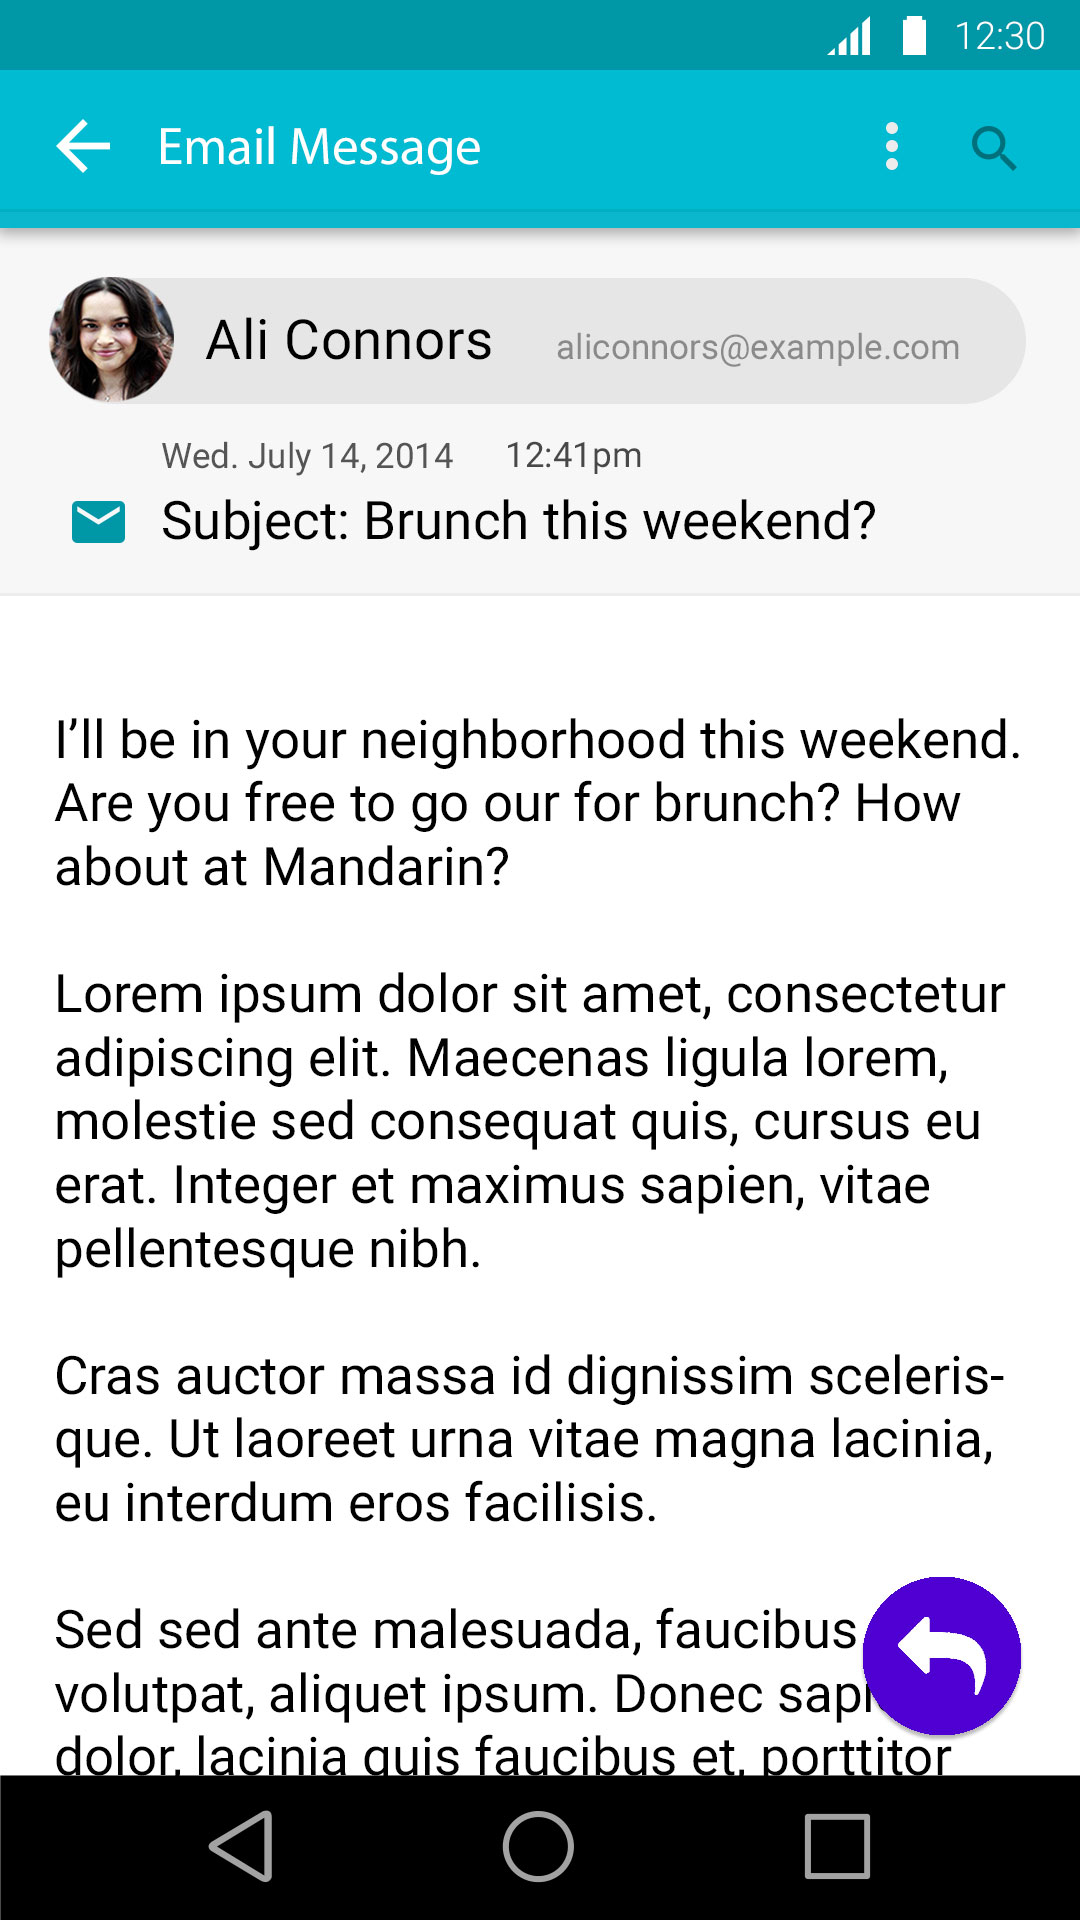 12:30
Email Message
Ali Connors aliconnors@example.com
Wed. July 14, 2014 12:41pm
Subject: Brunch this weekend?
I’ll be in your neighborhood this weekend.
Are you free to go our for brunch? How
about at Mandarin?
Lorem ipsum dolor sit amet, consectetur
adipiscing elit. Maecenas ligula lorem,
molestie sed consequat quis, cursus eu
erat. Integer et maximus sapien, vitae
pellentesque nibh.
Cras auctor massa id dignissim sceleris-
que. Ut laoreet urna vitae magna lacinia,
eu interdum eros facilisis.
Sed sed ante malesuada, faucibus
volutpat, aliquet ipsum. Donec
dolor, lacinia quis faucibus et, porttitor